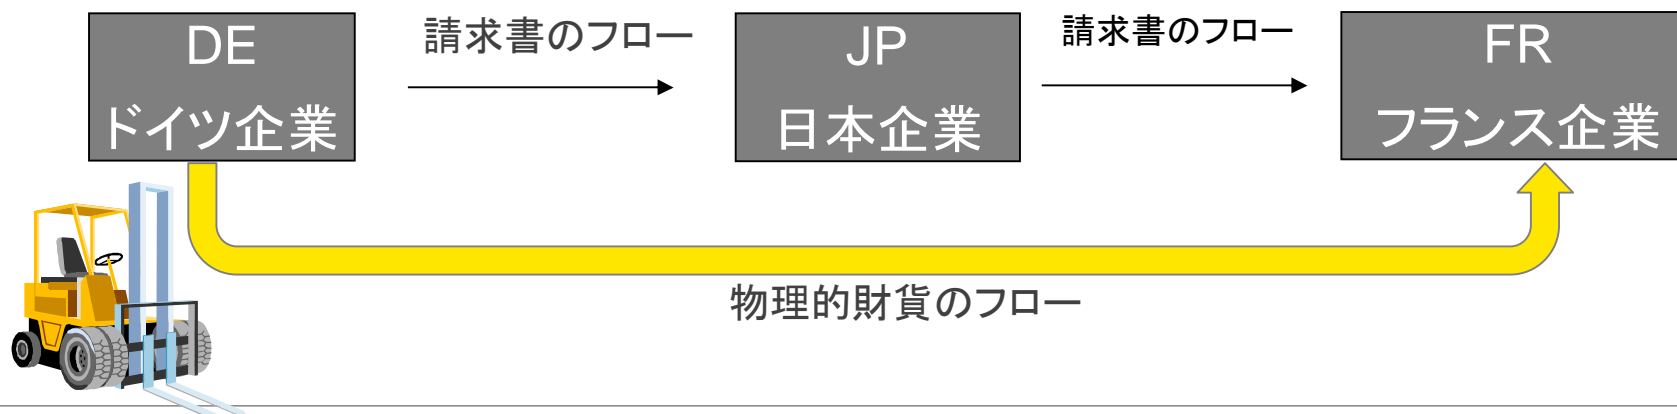 DE
ドイツ企業
請求書のフロー
JP
日本企業
請求書のフロー
FR
フランス企業
物理的財貨のフロー